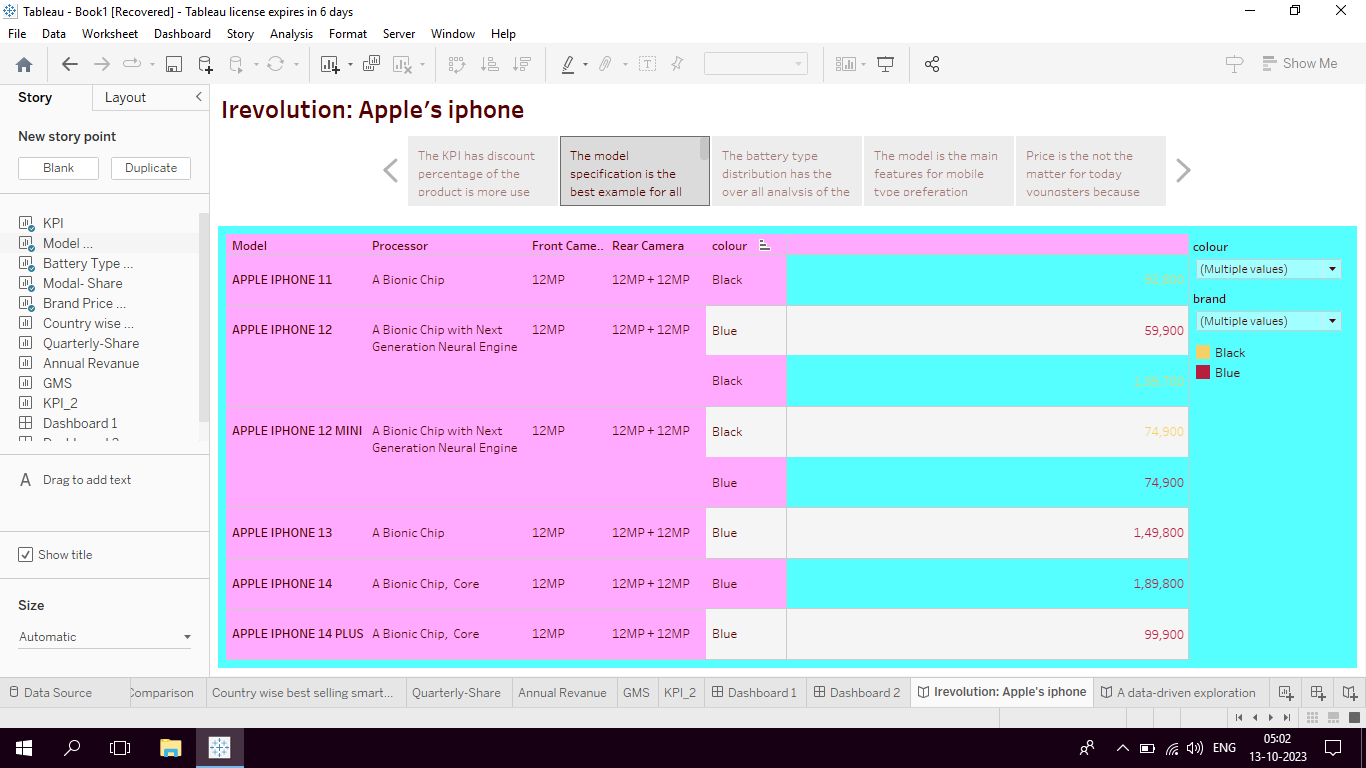 Tableau - Book1 [Recovered] - Tableau license expires in 6 days
File Data Worksheet Dashboard Story Analysis Format Server Window Help
Show Me
Story Layout
New story point
Blank Duplicate
KPI
Model ...
Battery Type ...
Modal- Share
Brand Price ...
Country wise ...
Quarterly-Share
Annual Revanue
GMS
KPI_2
Dashboard 1
A Drag to add text
Show title
Size
Automatic
Irevolution: Apple’s iphone
The KPI has discount
percentage of the
product is more use
The model
specification is the
best example for all
The battery type
distribution has the
over all analysis of the
The model is the main
features for mobile
type preferation
Price is the not the
matter for today
youngsters because
Model Processor Front Came.. Rear Camera colour
APPLE IPHONE 11 A Bionic Chip 12MP 12MP + 12MP Black
APPLE IPHONE 12 A Bionic Chip with Next 12MP 12MP + 12MP Blue 59,900
Generation Neural Engine
Black
APPLE IPHONE 12 MINI A Bionic Chip with Next 12MP 12MP + 12MP Black 74,900
Generation Neural Engine
Blue 74,900
APPLE IPHONE 13 A Bionic Chip 12MP 12MP + 12MP Blue 1,49,800
APPLE IPHONE 14 A Bionic Chip, Core 12MP 12MP + 12MP Blue 1,89,800
APPLE IPHONE 14 PLUS A Bionic Chip, Core 12MP 12MP + 12MP Blue 99,900
colour
(Multiple values)
brand
(Multiple values)
Black
Blue
Data Source Comparison Country wise best selling smart... Quarterly-Share Annual Revanue GMS KPI_2 Dashboard 1 Dashboard 2 Irevolution: Apple's iphone A data-driven exploration
ENG
05:02
13-10-2023